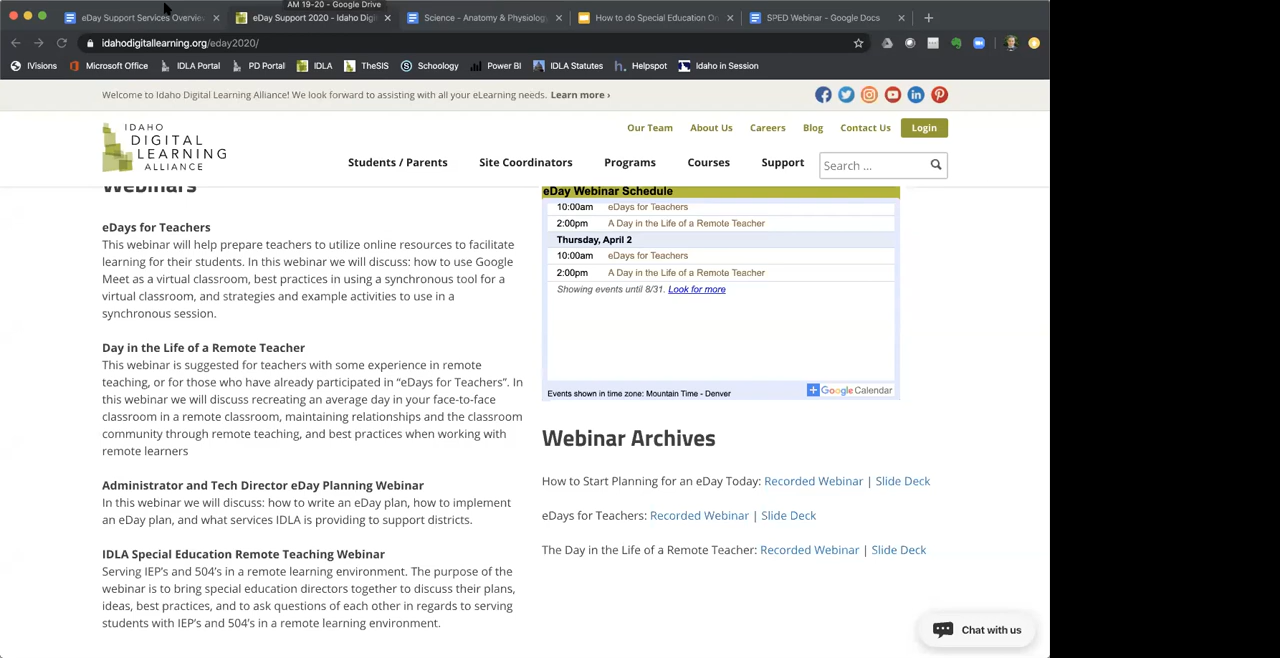 AM 19-20 - Google Drive
eDay Support Services Overview
eDay Support 2020 - Idaho Digi
Science - Anatomy & Physiology
How to do Special Education On
SPED Webinar - Google Docs
idahodigitallearning.org/eday2020/
IVisions Microsoft Office IDLA Portal PD Portal IDLA TheSIS Schoology Power BI IDLA Statutes Helpspot Idaho in Session
Welcome to Idaho Digital Learning Alliance! We look forward to assisting with all your eLearning needs. Learn more ›
IDAHO
DIGITAL
LEARNING
ALLIANCE
Our Team About Us Careers Blog Contact Us Login
Students / Parents Site Coordinators Programs Courses Support Search ...
Webinars
eDays for Teachers
This webinar will help prepare teachers to utilize online resources to facilitate
learning for their students. In this webinar we will discuss: how to use Google
Meet as a virtual classroom, best practices in using a synchronous tool for a
virtual classroom, and strategies and example activities to use in a
synchronous session.
Day in the Life of a Remote Teacher
This webinar is suggested for teachers with some experience in remote
teaching, or for those who have already participated in “eDays for Teachers”. In
this webinar we will discuss recreating an average day in your face-to-face
classroom in a remote classroom, maintaining relationships and the classroom
community through remote teaching, and best practices when working with
remote learners
Administrator and Tech Director eDay Planning Webinar
In this webinar we will discuss: how to write an eDay plan, how to implement
an eDay plan, and what services IDLA is providing to support districts.
IDLA Special Education Remote Teaching Webinar
Serving IEP’s and 504’s in a remote learning environment. The purpose of the
webinar is to bring special education directors together to discuss their plans,
ideas, best practices, and to ask questions of each other in regards to serving
students with IEP’s and 504’s in a remote learning environment.
eDay Webinar Schedule
10:00am eDays for Teachers
2:00pm A Day in the Life of a Remote Teacher
Thursday, April 2
10:00am eDays for Teachers
2:00pm A Day in the Life of a Remote Teacher
Showing events until 8/31. Look for more
Events shown in time zone: Mountain Time - Denver
Google Calendar
Webinar Archives
How to Start Planning for an eDay Today: Recorded Webinar | Slide Deck
eDays for Teachers: Recorded Webinar | Slide Deck
The Day in the Life of a Remote Teacher: Recorded Webinar | Slide Deck
Chat with us